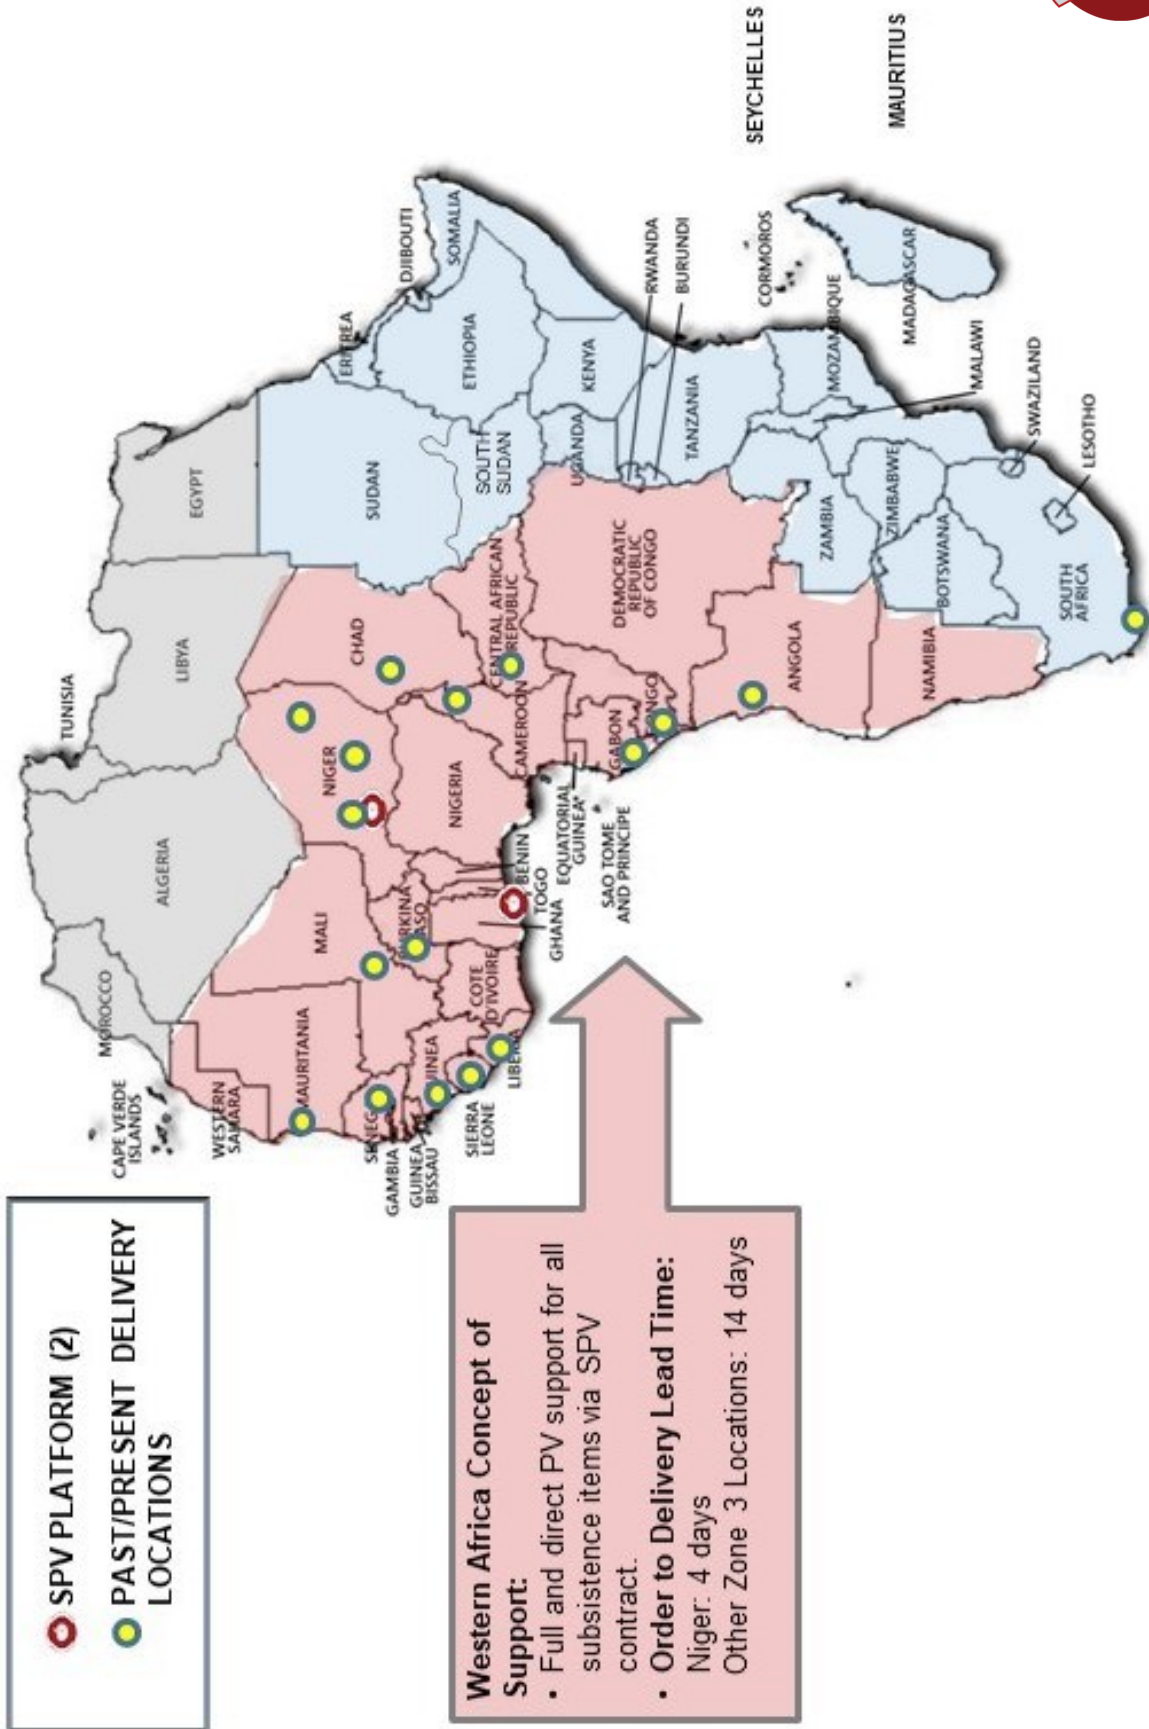 SPV PLATFORM (2)
PAST/PRESENT DELIVERY
LOCATIONS
Western Africa Concept of
Support:
• Full and direct PV support for all
subsistence items via SPV
contract.
• Order to Delivery Lead Time:
Niger: 4 days
Other Zone 3 Locations: 14 days
CAPE VERDE
ISLANDS
MOROCCO
ALGERIA
TUNISIA
LIBYA
EGYPT
WESTERN
SAHARA
MAURITANIA
MALI
NIGER
CHAD
SUDAN
ERITREA
DJIBOUTI
SOMALIA
ETHIOPIA
SOUTH
SUDAN
GAMBIA
GUINEA
BISSAU
SIERRA
LEONE
COTE
D'IVOIRE
GHANA
TOGO
BENIN
NIGERIA
CAMEROON
CENTRAL AFRICAN
REPUBLIC
EQUATORIAL
GUINEA
SAO TOME
AND PRINCIPE
GABON
DEMOCRATIC
REPUBLIC
OF CONGO
UGANDA
KENYA
RWANDA
BURUNDI
TANZANIA
SEYCHELLES
CORMOROS
MAURITIUS
ANGOLA
ZAMBIA
MOZAMBIQUE
MADAGASCAR
MALAWI
ZIMBABWE
NAMIBIA
BOTSWANA
SWAZILAND
LESOTHO
SOUTH
AFRICA